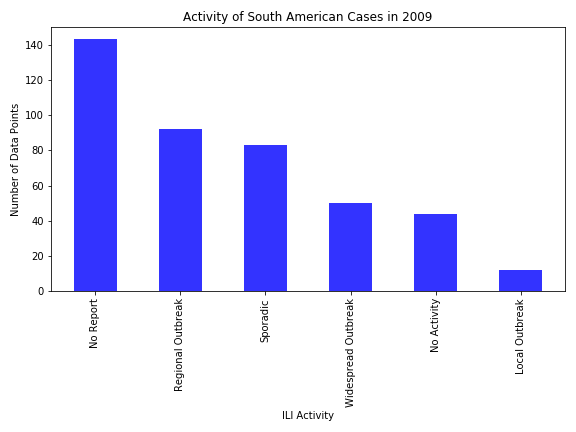 Activity of South American Cases in 2009
Number of Data Points
140
120
100
80
60
40
20
0
No Report
Regional Outbreak
Sporadic
Widespread Outbreak
No Activity
Local Outbreak
ILI Activity